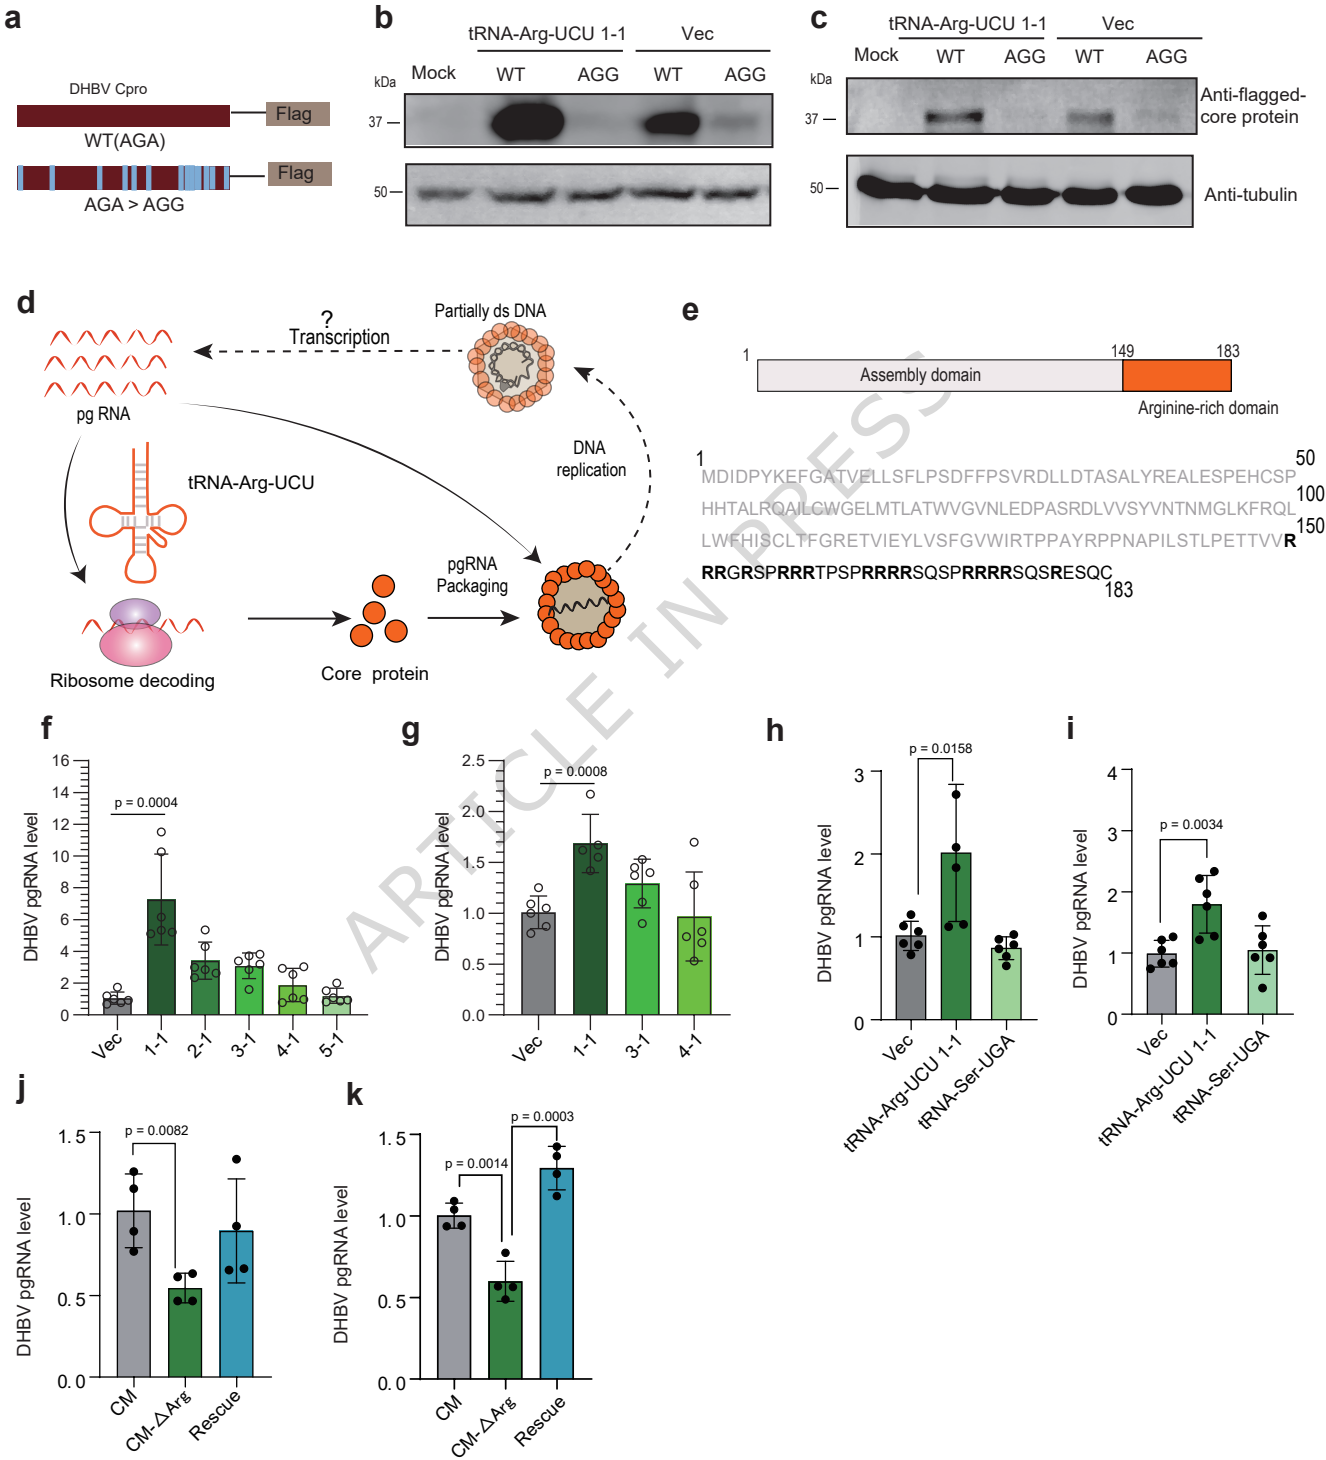 a
DHBV Cpro
Flag
WT(AGA)
Flag
AGA > AGG
b
tRNA-Arg-UCU 1-1
Vec
Mock
WT
AGG
WT
AGG
kDa
37
50
c
tRNA-Arg-UCU 1-1
Vec
Mock
WT
AGG
WT
AGG
kDa
37
Anti-flagged-
core protein
50
Anti-tubulin
d
pg RNA
?
Transcription
Partially ds DNA
tRNA-Arg-UCU
DNA
replication
pgRNA
Packaging
Ribosome decoding
Core protein
e
1
149
183
Assembly domain
Arginine-rich domain
1
50
MDIDPYKEFGATVELLSFLPSDFFPSVRDLLDTASALYREALESPEHCSP
100
HHTALRQAILCWGELMTLATWVGVNLEDPASRDLVVSYVNTNMGLKFRQL
150
LWFHISCLTFGRETVIEYLVSFGVWIRTPPAYRPPNAPILSTLPETTVVR
RRGRSPRRRTPSPRRRRSQSPRRRRSQSRESQC
183
ARTICLE IN PRESS
f
DHBV pgRNA level
16
14
12
10
8
6
4
2
0
p = 0.0004
Vec
1-1
2-1
3-1
4-1
5-1
g
DHBV pgRNA level
2.5
2.0
1.5
1.0
0.5
0.0
p = 0.0008
Vec
1-1
3-1
4-1
h
DHBV pgRNA level
3
2
1
0
p = 0.0158
Vec
tRNA-Arg-UCU 1-1
tRNA-Ser-UGA
i
DHBV pgRNA level
4
3
2
1
0
p = 0.0034
Vec
tRNA-Arg-UCU 1-1
tRNA-Ser-UGA
j
DHBV pgRNA level
1.5
1.0
0.5
0.0
p = 0.0082
CM
CM-△Arg
Rescue
k
DHBV pgRNA level
1.5
1.0
0.5
0.0
p = 0.0014
p = 0.0003
CM
CM-△Arg
Rescue